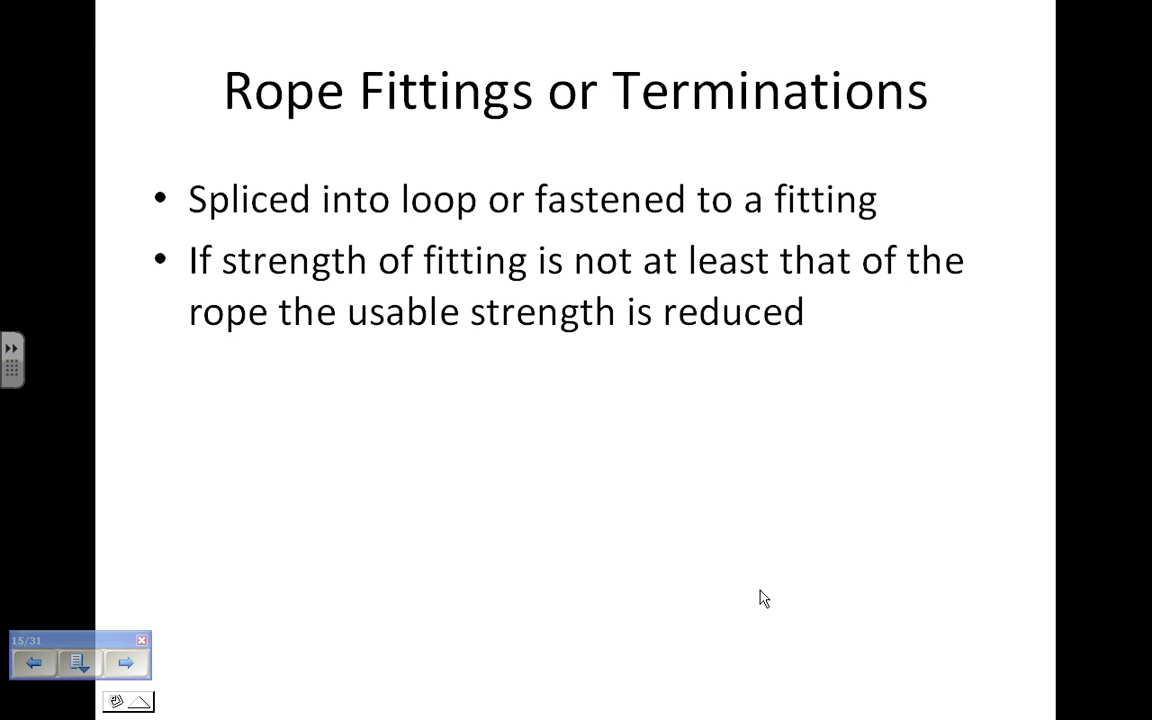 Rope Fittings or Terminations
• Spliced into loop or fastened to a fitting
• If strength of fitting is not at least that of the
rope the usable strength is reduced
15/31